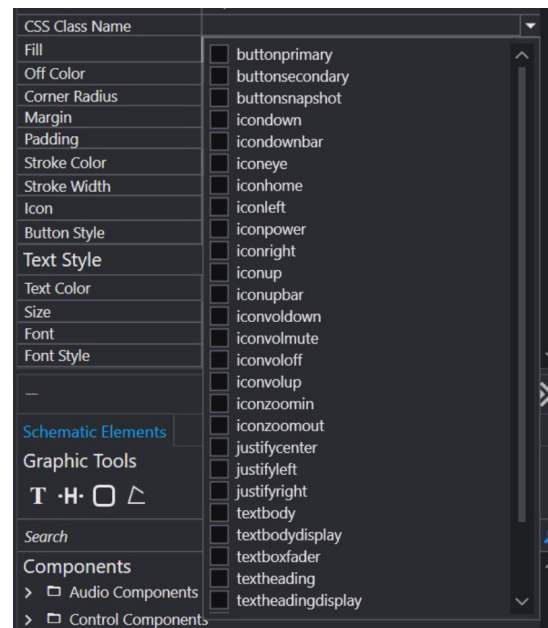 CSS Class Name
Fill
Off Color
Corner Radius
Margin
Padding
Stroke Color
Stroke Width
Icon
Button Style
Text Style
Text Color
Size
Font
Font Style
buttonprimary
buttonsecondary
buttonsnapshot
icondown
icondownbar
iconeye
iconhome
iconleft
iconpower
iconright
iconup
iconupbar
iconvoldown
iconvolmute
iconvoloff
iconvolup
iconzoomin
iconzoomout
justifycenter
justifyleft
justifyright
textbody
textbodydisplay
textboxfader
textheading
textheadingdisplay
Schematic Elements
Graphic Tools
T ·H·
Search
Components
Audio Components
Control Components